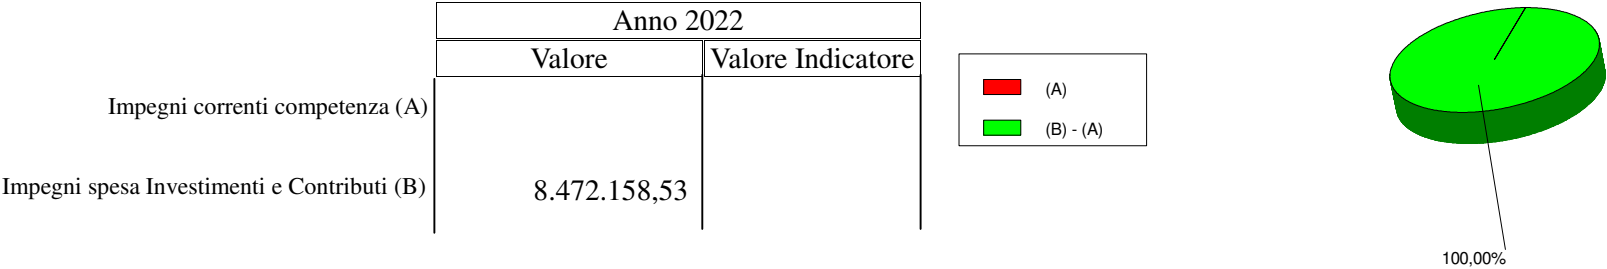 Anno 2022
Valore Valore Indicatore
Impegni correnti competenza (A)
Impegni spesa Investimenti e Contributi (B) 8.472.158,53
(A)
(B) - (A)
100,00%